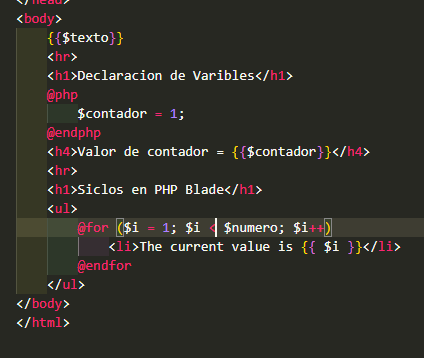 </head>
<body>
{{$texto}}
<hr>
<h1>Declaracion de Varibles</h1>
@php
$contador = 1;
@endphp
<h4>Valor de contador = {{$contador}}</h4>
<hr>
<h1>Siclos en PHP Blade</h1>
<ul>
@for ($i = 1; $i < $numero; $i++)
<li>The current value is {{ $i }}</li>
@endfor
</ul>
</body>
</html>